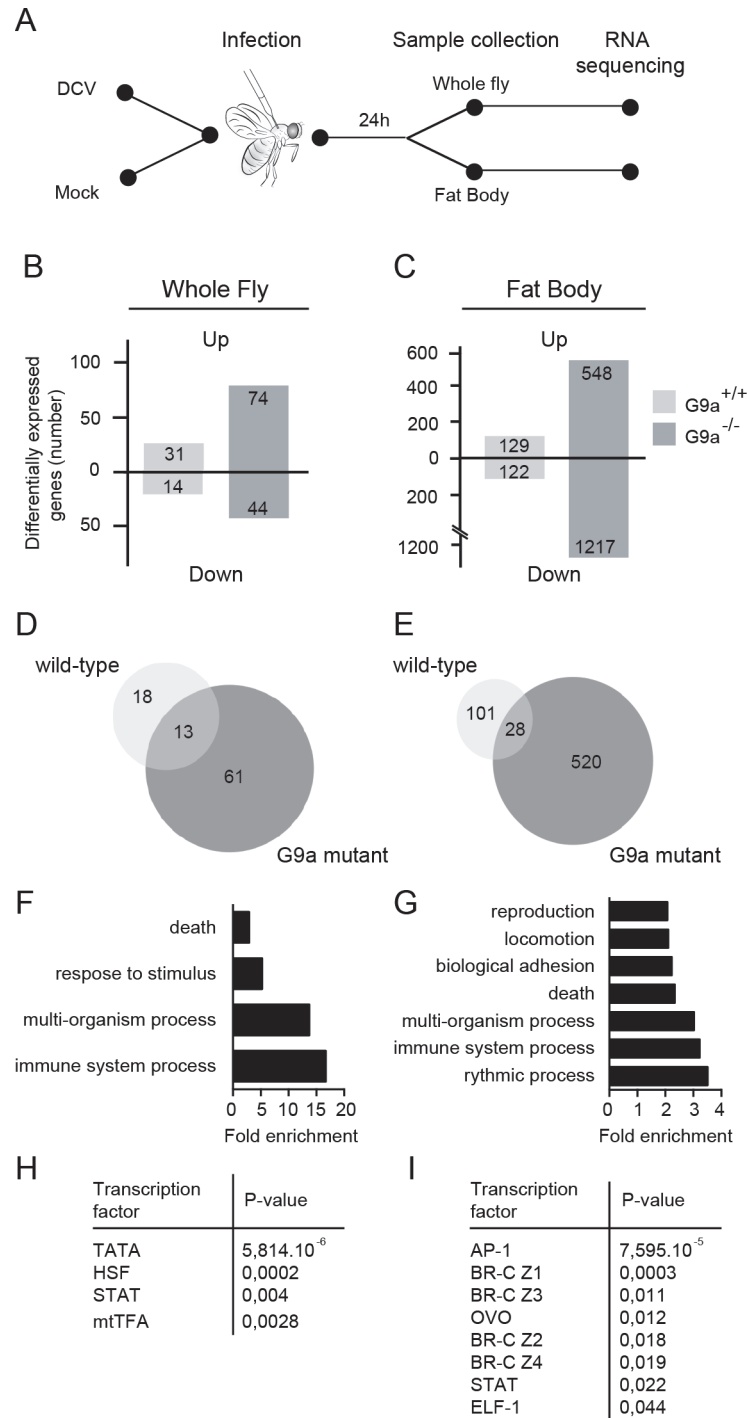 A
Infection
Sample collection
RNA
sequencing
DCV
Whole fly
24h
Mock
Fat Body
B
Whole Fly
Up
Differentially expressed
genes (number)
100
50
0
50
31
14
74
44
Down
C
Fat Body
Up
600
400
200
0
200
1200
129
122
548
1217
Down
G9a+/+
G9a-/-
D
wild-type
18
13
61
G9a mutant
E
wild-type
101
28
520
G9a mutant
F
death
respose to stimulus
multi-organism process
immune system process
0 5 10 15 20
Fold enrichment
G
reproduction
locomotion
biological adhesion
death
multi-organism process
immune system process
rythmic process
0 1 2 3 4
Fold enrichment
H
Transcription
factor
P-value
TATA 5,814.10-6
HSF 0,0002
STAT 0,004
mtTFA 0,0028
I
Transcription
factor
P-value
AP-1 7,595.10-5
BR-C Z1 0,0003
BR-C Z3 0,011
OVO 0,012
BR-C Z2 0,018
BR-C Z4 0,019
STAT 0,022
ELF-1 0,044